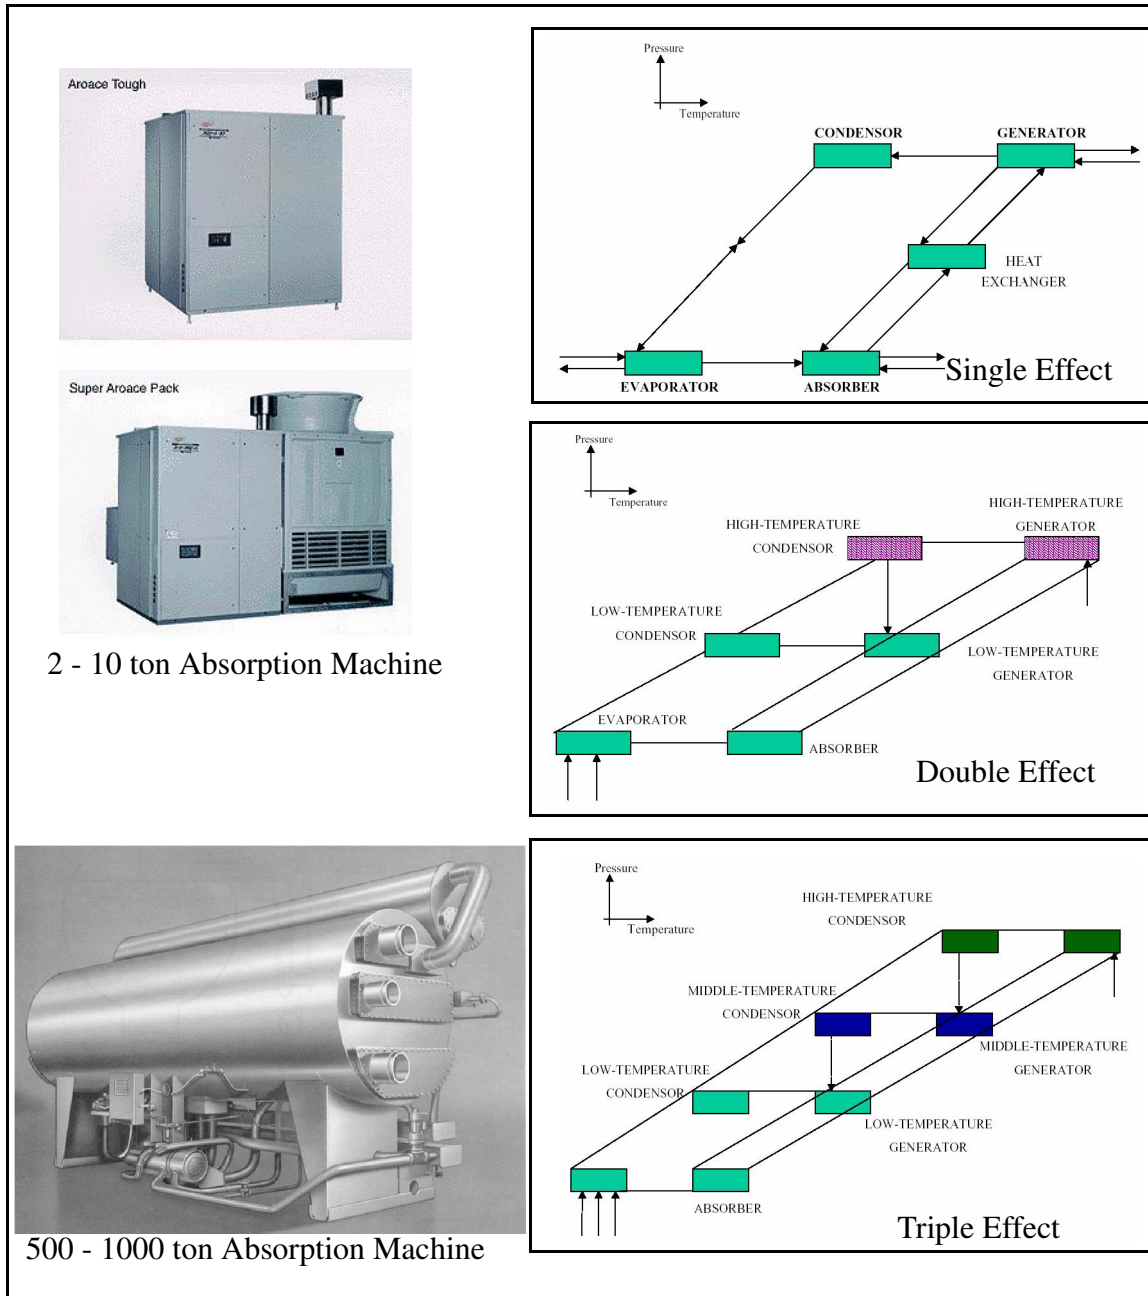 Aroace Tough
Super Aroace Pack
2 - 10 ton Absorption Machine
500 - 1000 ton Absorption Machine
Pressure
Temperature
CONDENSOR
GENERATOR
HEAT
EXCHANGER
EVAPORATOR
ABSORBER
Single Effect
Pressure
Temperature
HIGH-TEMPERATURE
CONDENSOR
HIGH-TEMPERATURE
GENERATOR
LOW-TEMPERATURE
CONDENSOR
LOW-TEMPERATURE
GENERATOR
EVAPORATOR
ABSORBER
Double Effect
Pressure
Temperature
HIGH-TEMPERATURE
CONDENSOR
MIDDLE-TEMPERATURE
CONDENSOR
MIDDLE-TEMPERATURE
GENERATOR
LOW-TEMPERATURE
CONDENSOR
LOW-TEMPERATURE
GENERATOR
ABSORBER
Triple Effect